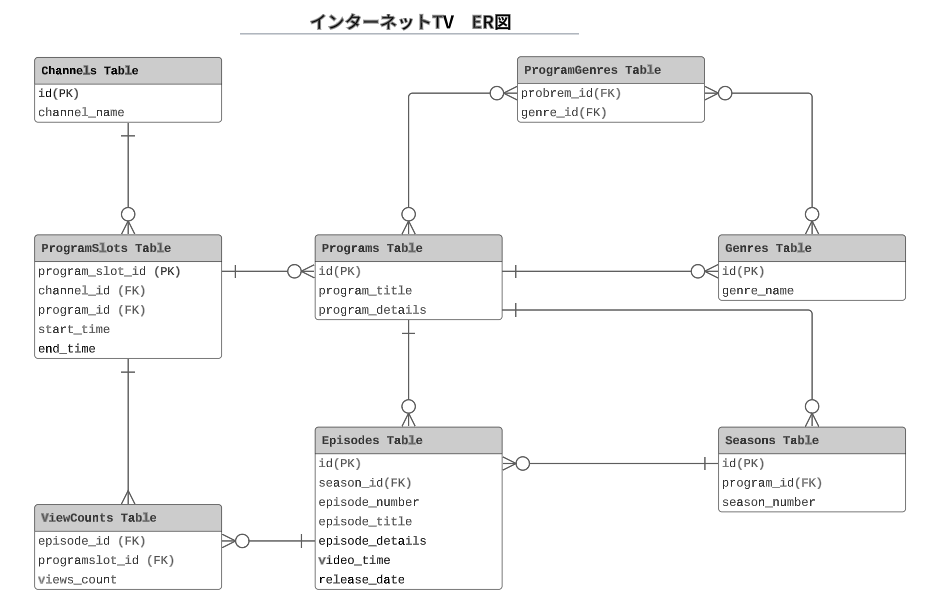 インターネットTV　ER図
Channels Table
id(PK)
channel_name
ProgramGenres Table
probrem_id(FK)
genre_id(FK)
ProgramSlots Table
program_slot_id (PK)
channel_id (FK)
program_id (FK)
start_time
end_time
Programs Table
id(PK)
program_title
program_details
Genres Table
id(PK)
genre_name
Episodes Table
id(PK)
season_id(FK)
episode_number
episode_title
episode_details
video_time
release_date
Seasons Table
id(PK)
program_id(FK)
season_number
ViewCounts Table
episode_id (FK)
programslot_id (FK)
views_count